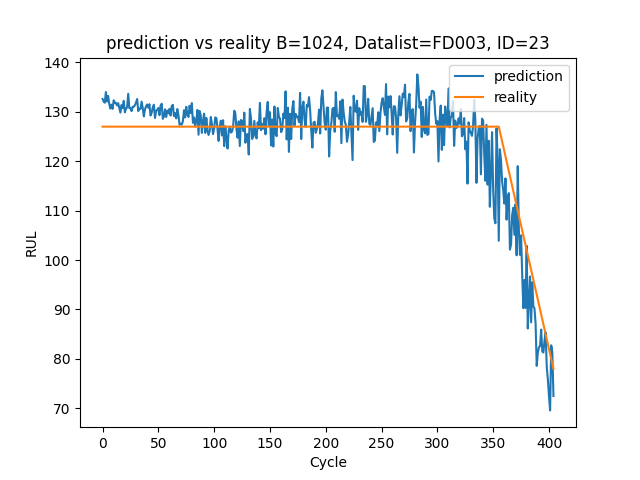 prediction vs reality B=1024, Datalist=FD003, ID=23
prediction
reality
140
130
120
110
100
90
80
70
RUL
0 50 100 150 200 250 300 350 400
Cycle